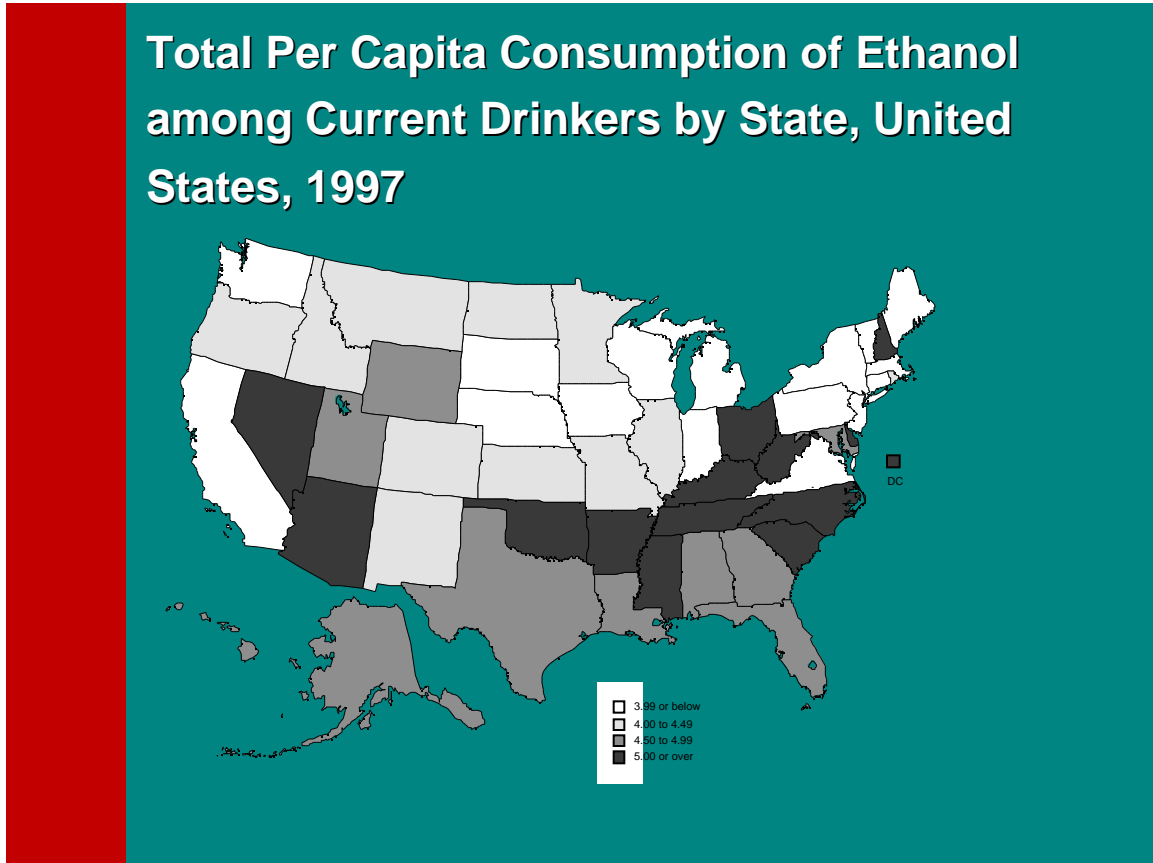 Total Per Capita Consumption of Ethanol
among Current Drinkers by State, United
States, 1997
DC
3.99 or below
4.00 to 4.49
4.50 to 4.99
5.00 or over